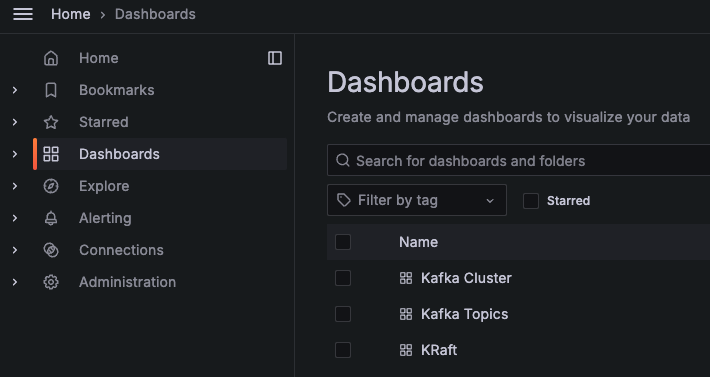 Home › Dashboards
Home
Bookmarks
Starred
Dashboards
Explore
Alerting
Connections
Administration
Dashboards
Create and manage dashboards to visualize your data
Search for dashboards and folders
Filter by tag
Starred
Name
Kafka Cluster
Kafka Topics
KRaft